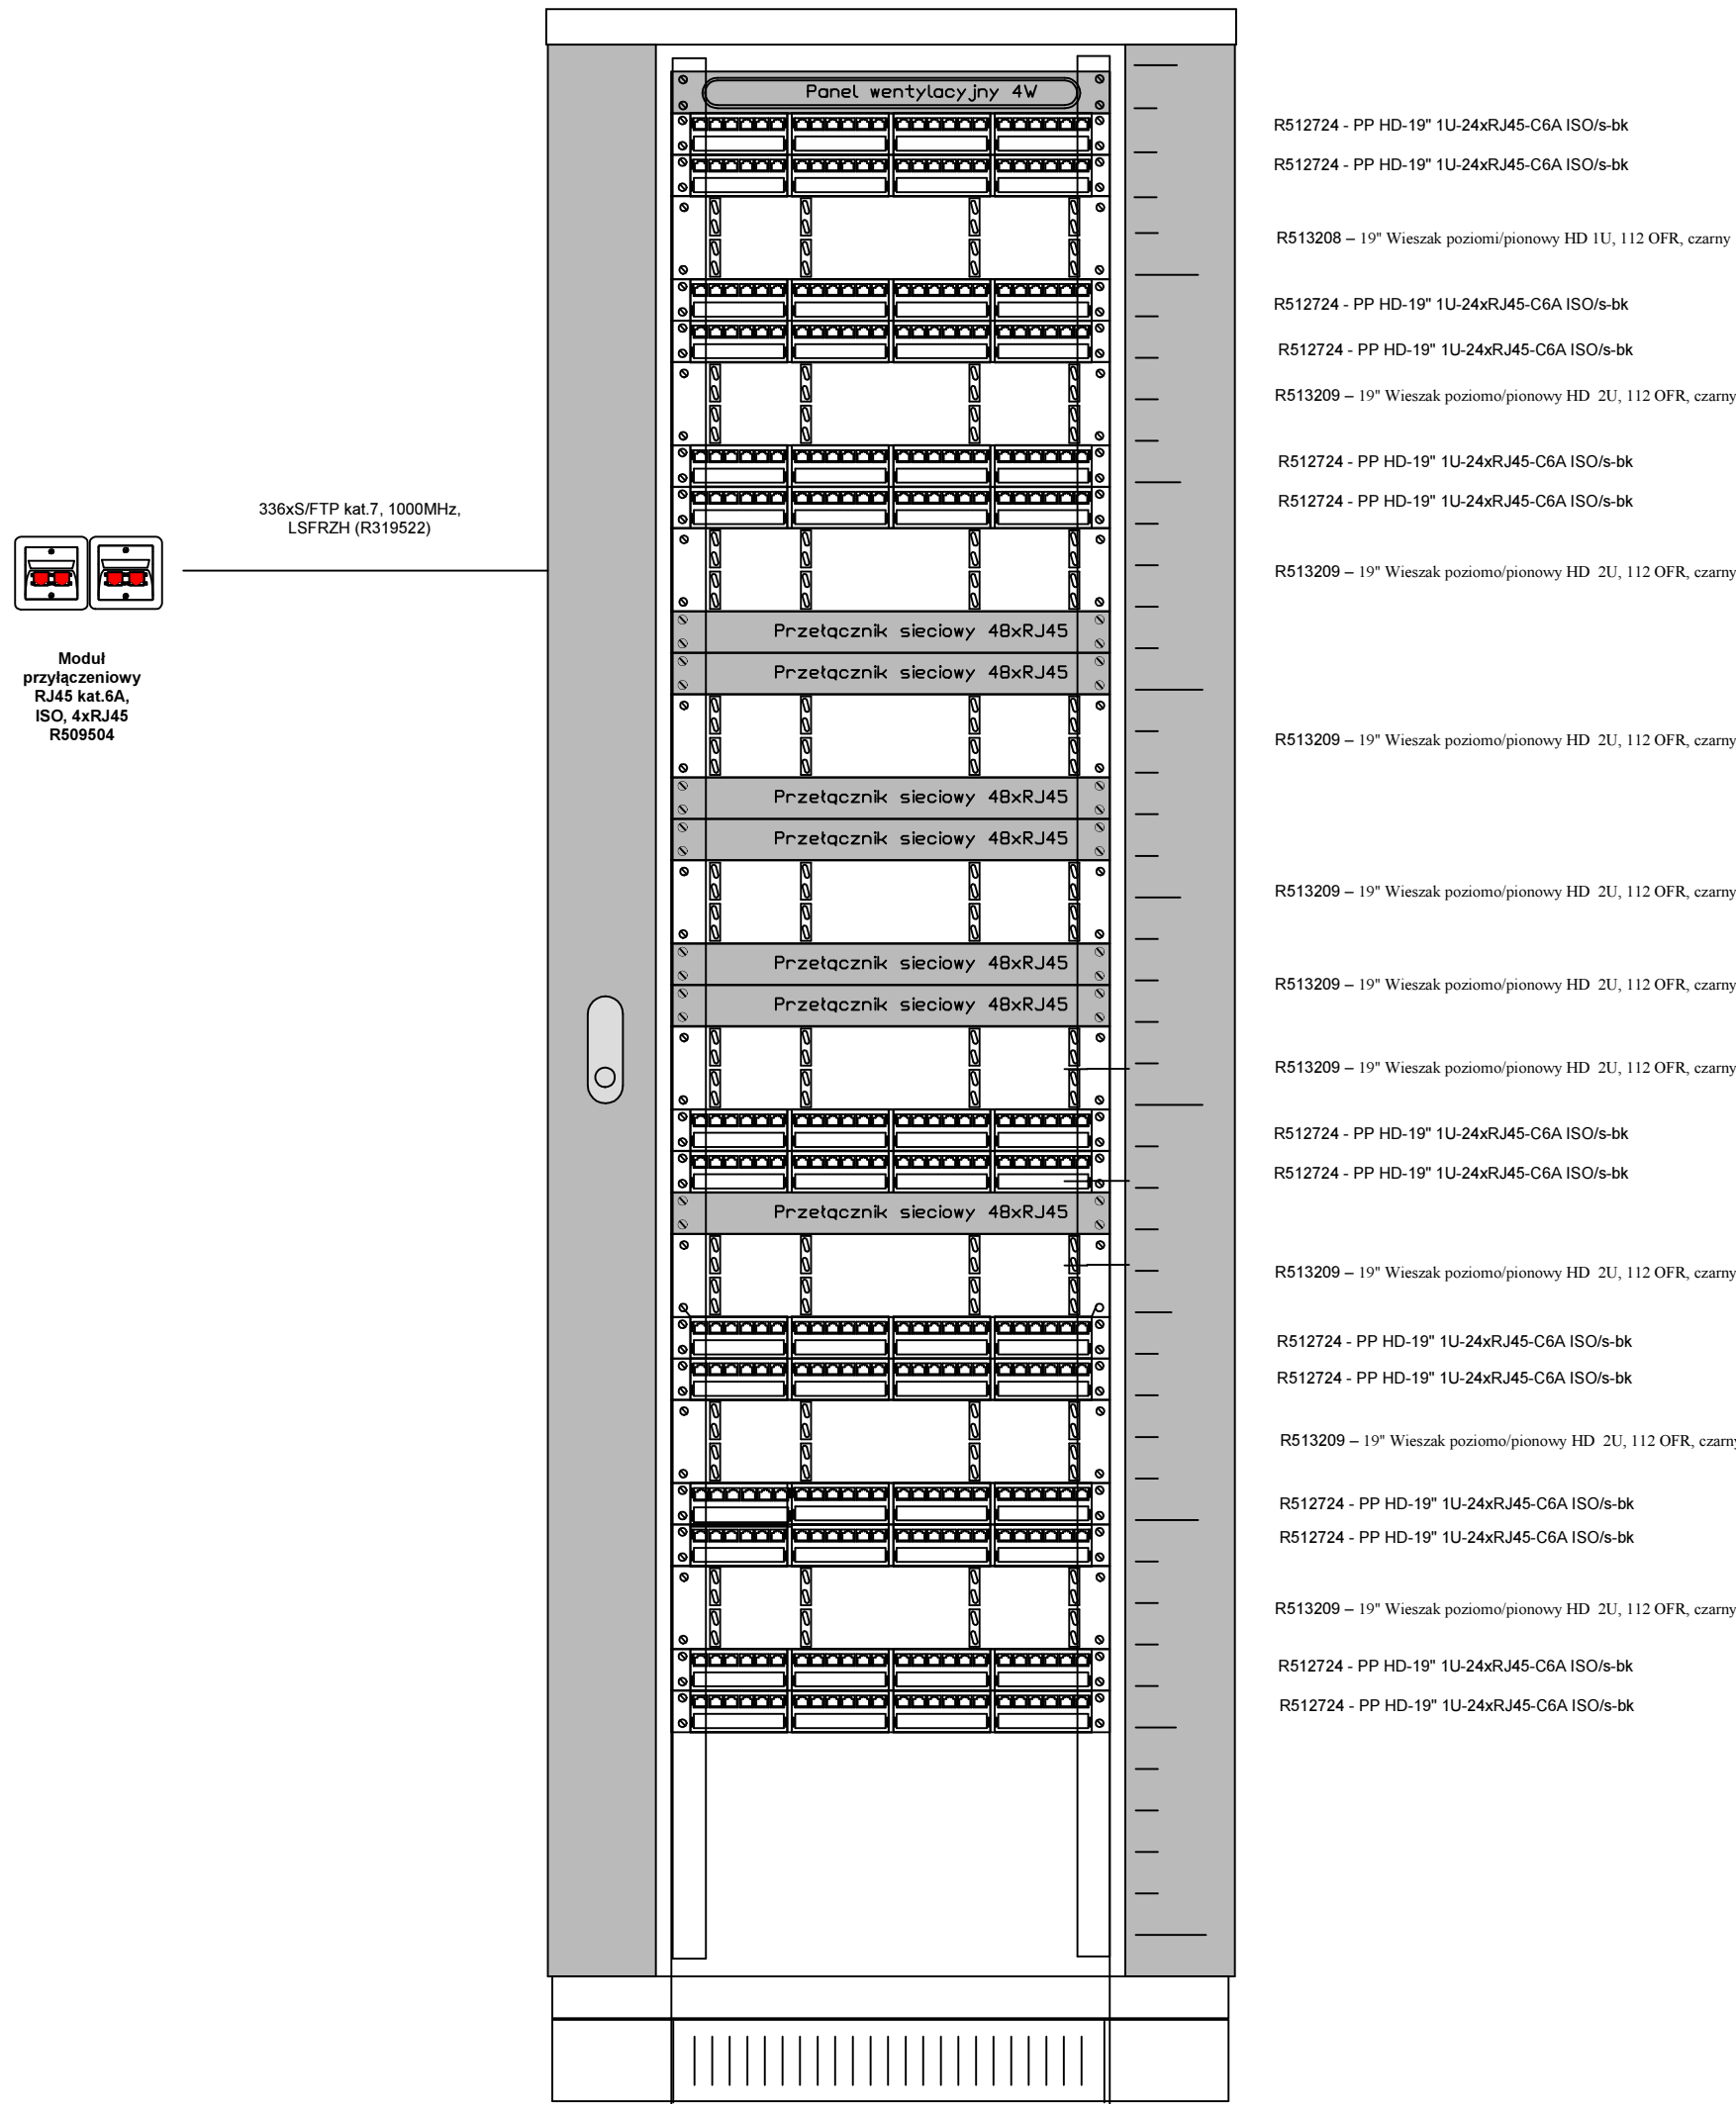 Panel wentylacyjny 4W
R512724 - PP HD-19" 1U-24xRJ45-C6A ISO/s-bk
R512724 - PP HD-19" 1U-24xRJ45-C6A ISO/s-bk
R513208 – 19" Wieszak poziomi/pionowy HD 1U, 112 OFR, czarny
R512724 - PP HD-19" 1U-24xRJ45-C6A ISO/s-bk
R512724 - PP HD-19" 1U-24xRJ45-C6A ISO/s-bk
R513209 – 19" Wieszak poziomo/pionowy HD 2U, 112 OFR, czarny
R512724 - PP HD-19" 1U-24xRJ45-C6A ISO/s-bk
R512724 - PP HD-19" 1U-24xRJ45-C6A ISO/s-bk
336xS/FTP kat.7, 1000MHz,
LSFRZH (R319522)
R513209 – 19" Wieszak poziomo/pionowy HD 2U, 112 OFR, czarny
Przełącznik sieciowy 48xRJ45
Przełącznik sieciowy 48xRJ45
Moduł
przyłączeniowy
RJ45 kat.6A,
ISO, 4xRJ45
R509504
R513209 – 19" Wieszak poziomo/pionowy HD 2U, 112 OFR, czarny
Przełącznik sieciowy 48xRJ45
Przełącznik sieciowy 48xRJ45
R513209 – 19" Wieszak poziomo/pionowy HD 2U, 112 OFR, czarny
Przełącznik sieciowy 48xRJ45
R513209 – 19" Wieszak poziomo/pionowy HD 2U, 112 OFR, czarny
Przełącznik sieciowy 48xRJ45
R513209 – 19" Wieszak poziomo/pionowy HD 2U, 112 OFR, czarny
R512724 - PP HD-19" 1U-24xRJ45-C6A ISO/s-bk
R512724 - PP HD-19" 1U-24xRJ45-C6A ISO/s-bk
Przełącznik sieciowy 48xRJ45
R513209 – 19" Wieszak poziomo/pionowy HD 2U, 112 OFR, czarny
R512724 - PP HD-19" 1U-24xRJ45-C6A ISO/s-bk
R512724 - PP HD-19" 1U-24xRJ45-C6A ISO/s-bk
R513209 – 19" Wieszak poziomo/pionowy HD 2U, 112 OFR, czarny
R512724 - PP HD-19" 1U-24xRJ45-C6A ISO/s-bk
R512724 - PP HD-19" 1U-24xRJ45-C6A ISO/s-bk
R513209 – 19" Wieszak poziomo/pionowy HD 2U, 112 OFR, czarny
R512724 - PP HD-19" 1U-24xRJ45-C6A ISO/s-bk
R512724 - PP HD-19" 1U-24xRJ45-C6A ISO/s-bk